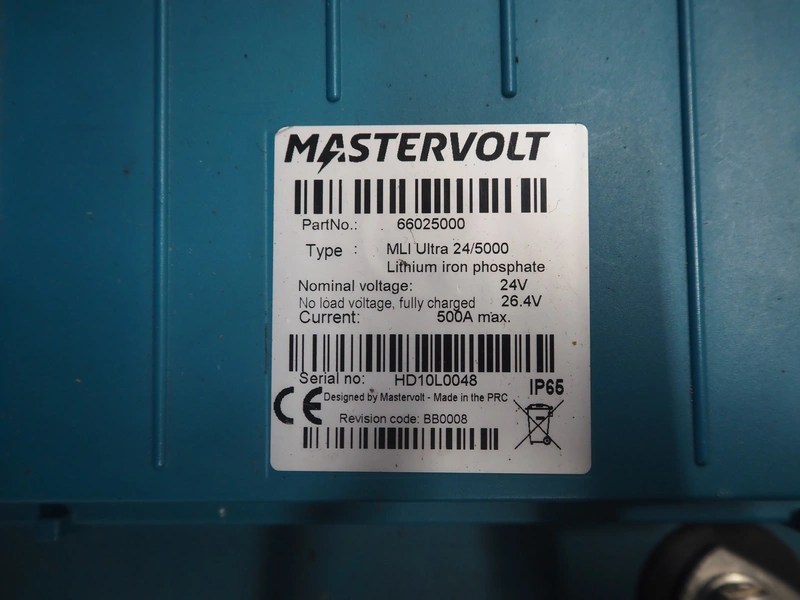 MASTERVOLT
PartNo.: 66025000
Type : MLI Ultra 24/5000
Lithium iron phosphate
Nominal voltage: 24V
No load voltage, fully charged 26.4V
Current: 500A max.
Serial no: HD10L0048
IP65
CE Designed by Mastervolt - Made in the PRC
Revision code: BB0008